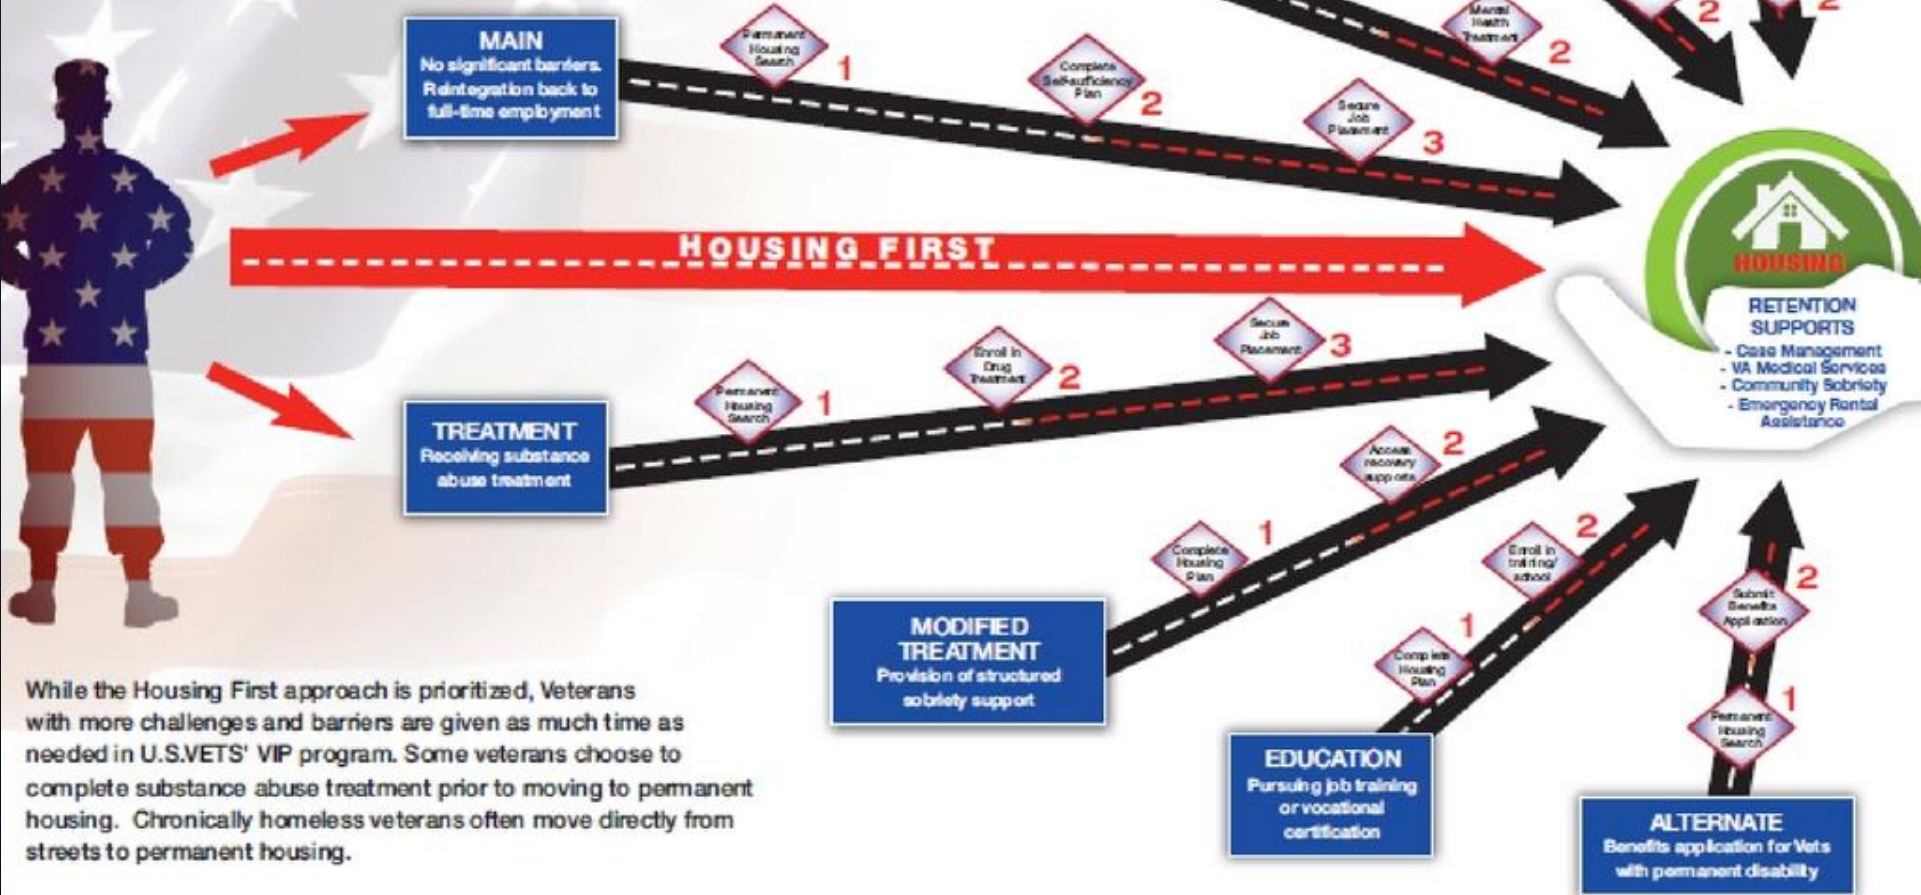 MAIN
No significant barriers.
Reintegration back to
full-time employment
Permanent
Housing
Search
1
Complete
Self-sufficiency
Plan
2
Secure
Job
Placement
3
Mental
Health
Treatment
2
2
2
HOUSING FIRST
HOUSING
RETENTION
SUPPORTS
- Case Management
- VA Medical Services
- Community Sobriety
- Emergency Rental
Assistance
TREATMENT
Receiving substance
abuse treatment
Permanent
Housing
Search
1
Enroll in
Drug
Treatment
2
Secure
Job
Placement
3
MODIFIED
TREATMENT
Provision of structured
sobriety support
Complete
Housing
Plan
1
Access
recovery
supports
2
EDUCATION
Pursuing job training
or vocational
certification
Complete
Housing
Plan
1
Enroll in
training/
school
2
ALTERNATE
Benefits application for Vets
with permanent disability
Permanent
Housing
Search
1
Submit
Benefits
Application
2
While the Housing First approach is prioritized, Veterans
with more challenges and barriers are given as much time as
needed in U.S.VETS' VIP program. Some veterans choose to
complete substance abuse treatment prior to moving to permanent
housing. Chronically homeless veterans often move directly from
streets to permanent housing.